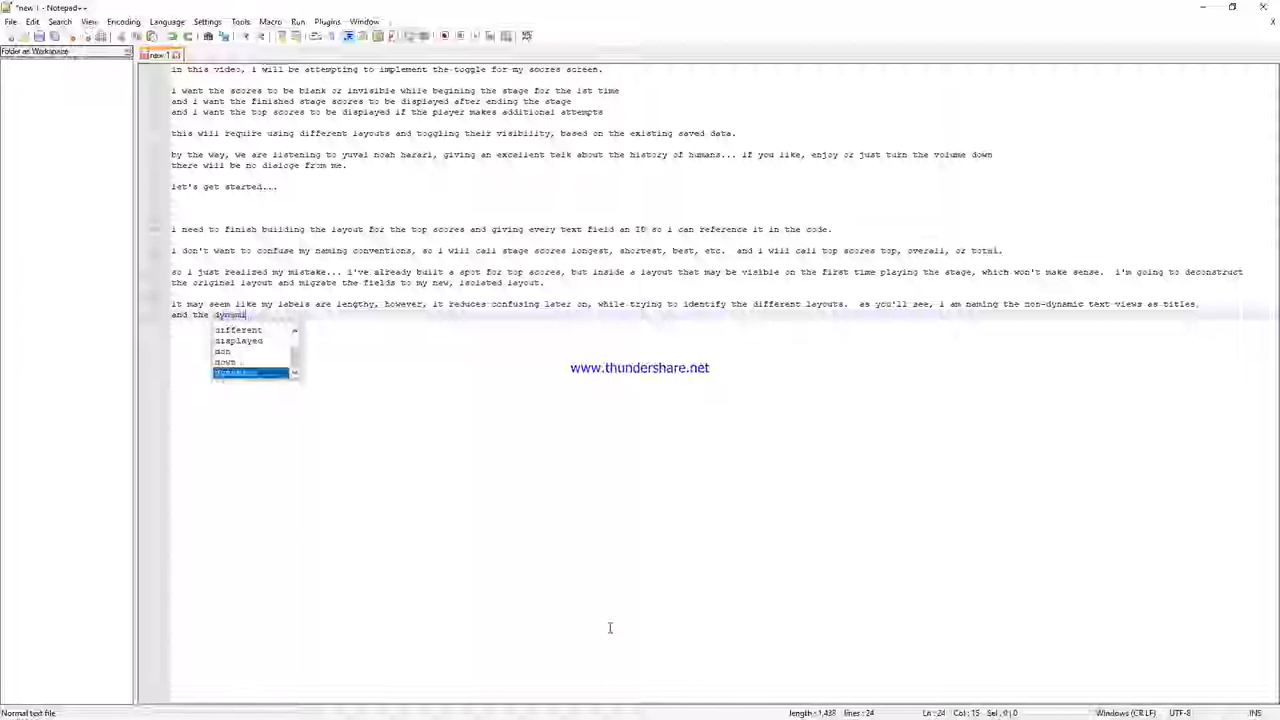 *new 1 - Notepad++
File Edit Search View Encoding Language Settings Tools Macro Run Plugins Window
X
Folder as Workspace
new 1
in this video, i will be attempting to implement the toggle for my scores screen.
i want the scores to be blank or invisible while begining the stage for the 1st time
and i want the finished stage scores to be displayed after ending the stage
and i want the top scores to be displayed if the player makes additional attempts
this will require using different layouts and toggling their visibility, based on the existing saved data.
by the way, we are listening to yuval noah harari, giving an excellent talk about the history of humans... if you like, enjoy or just turn the volume down
there will be no dialoge from me.
let's get started...
i need to finish building the layout for the top scores and giving every text field an ID so i can reference it in the code.
i don't want to confuse my naming conventions, so i will call stage scores longest, shortest, best, etc. and i will call top scores top, overall, or total.
so i just realized my mistake... i've already built a spot for top scores, but inside a layout that may be visible on the first time playing the stage, which won't make sense. i'm going to deconstruct
the original layout and migrate the fields to my new, isolated layout.
it may seem like my labels are lengthy, however, it reduces confusing later on, while trying to identify the different layouts. as you'll see, i am naming the non-dynamic text views as titles,
and the dynami
different
displayed
don
down
www.thundershare.net
Normal text file
length : 1,438 lines : 24
Ln : 24 Col : 15 Sel : 0 | 0
Windows (CR LF)
UTF-8
INS